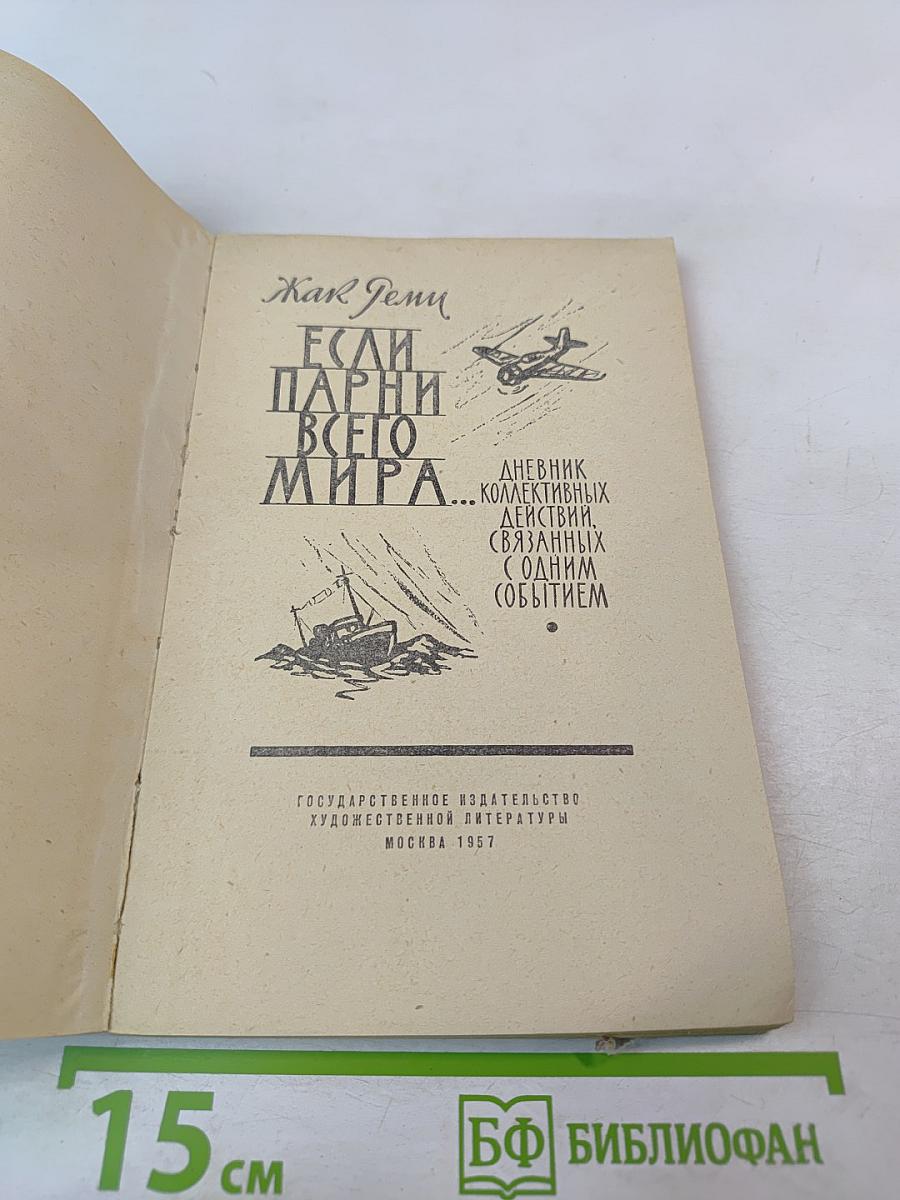 Жак Реми
ЕСЛИ
ПАРНИ
ВСЕГО
МИРА...
ДНЕВНИК
КОЛЛЕКТИВНЫХ
ДЕЙСТВИЙ,
СВЯЗАННЫХ
С ОДНИМ
СОБЫТИЕМ
ГОСУДАРСТВЕННОЕ ИЗДАТЕЛЬСТВО
ХУДОЖЕСТВЕННОЙ ЛИТЕРАТУРЫ
МОСКВА 1957
15 см
БФ БИБЛИОФАН